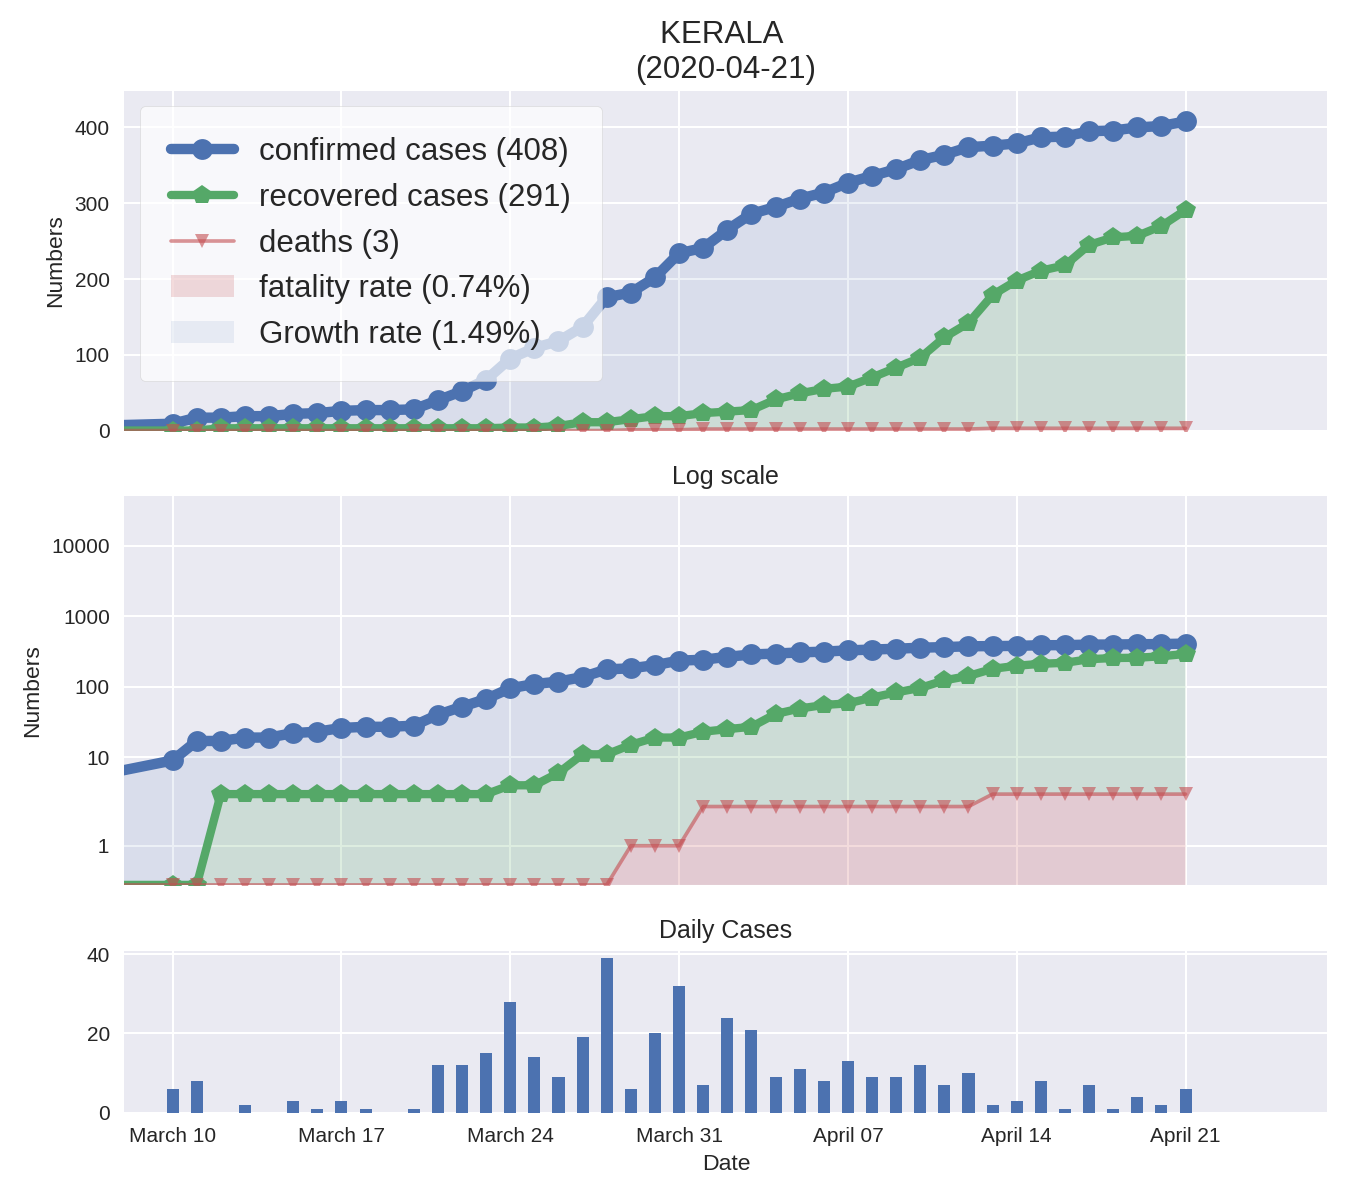 KERALA
(2020-04-21)
400
300
200
100
0
Numbers
confirmed cases (408)
recovered cases (291)
deaths (3)
fatality rate (0.74%)
Growth rate (1.49%)
Log scale
10000
1000
100
10
1
Numbers
Daily Cases
40
20
0
March 10 March 17 March 24 March 31 April 07 April 14 April 21
Date